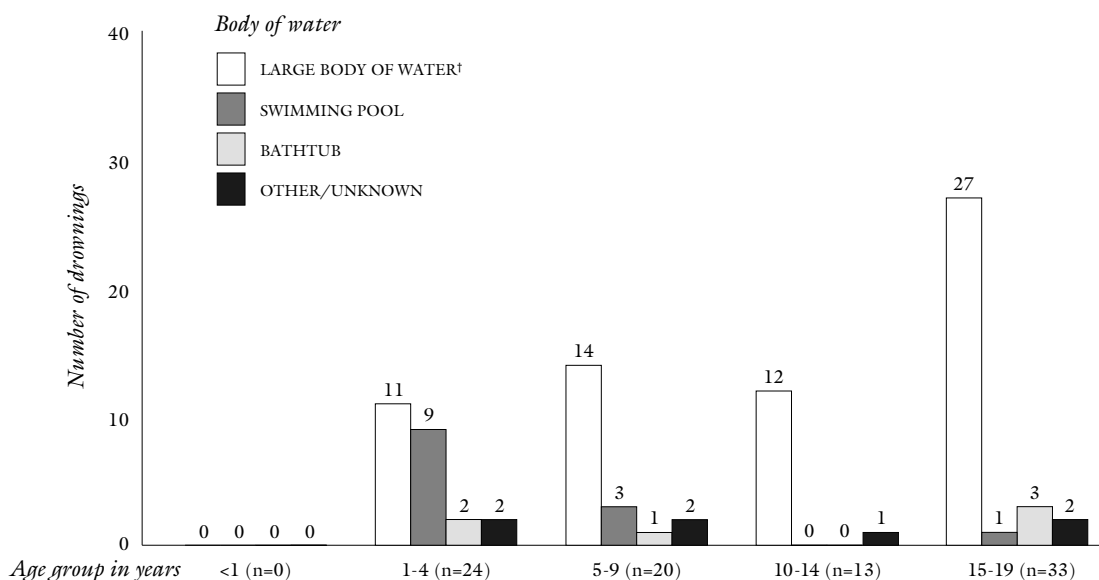 Body of water
LARGE BODY OF WATER†
SWIMMING POOL
BATHTUB
OTHER/UNKNOWN
Number of drownings
40
30
20
10
0
0 0 0 0
11 9 2 2
14 3 1 2
12 0 0 1
27 1 3 2
Age group in years <1 (n=0) 1-4 (n=24) 5-9 (n=20) 10-14 (n=13) 15-19 (n=33)